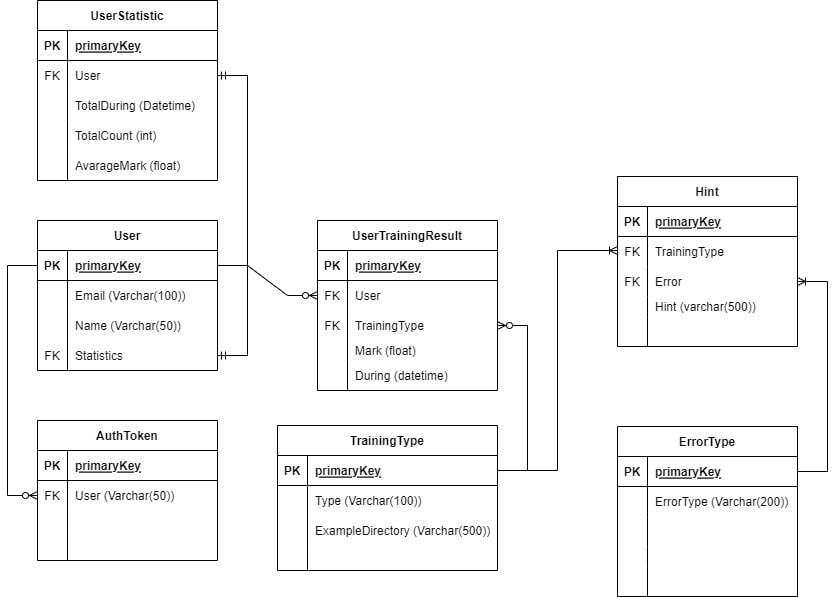 UserStatistic
PK primaryKey
FK User
TotalDuring (Datetime)
TotalCount (int)
AvarageMark (float)
User
PK primaryKey
Email (Varchar(100))
Name (Varchar(50))
FK Statistics
AuthToken
PK primaryKey
FK User (Varchar(50))
UserTrainingResult
PK primaryKey
FK User
FK TrainingType
Mark (float)
During (datetime)
TrainingType
PK primaryKey
Type (Varchar(100))
ExampleDirectory (Varchar(500))
Hint
PK primaryKey
FK TrainingType
FK Error
Hint (varchar(500))
ErrorType
PK primaryKey
ErrorType (Varchar(200))